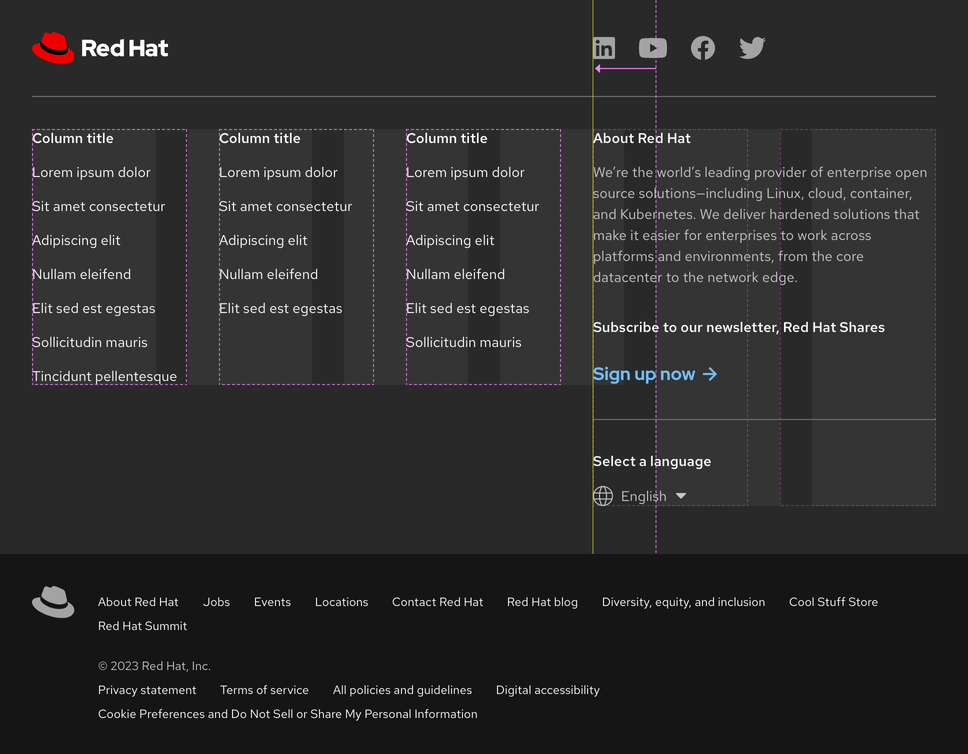 Red Hat
Column title
Lorem ipsum dolor
Sit amet consectetur
Adipiscing elit
Nullam eleifend
Elit sed est egestas
Sollicitudin mauris
Tincidunt pellentesque
Column title
Lorem ipsum dolor
Sit amet consectetur
Adipiscing elit
Nullam eleifend
Elit sed est egestas
Column title
Lorem ipsum dolor
Sit amet consectetur
Adipiscing elit
Nullam eleifend
Elit sed est egestas
Sollicitudin mauris
About Red Hat
We’re the world’s leading provider of enterprise open
source solutions—including Linux, cloud, container,
and Kubernetes. We deliver hardened solutions that
make it easier for enterprises to work across
platforms and environments, from the core
datacenter to the network edge.
Subscribe to our newsletter, Red Hat Shares
Sign up now →
Select a language
English
About Red Hat Jobs Events Locations Contact Red Hat Red Hat blog Diversity, equity, and inclusion Cool Stuff Store
Red Hat Summit
© 2023 Red Hat, Inc.
Privacy statement Terms of service All policies and guidelines Digital accessibility
Cookie Preferences and Do Not Sell or Share My Personal Information